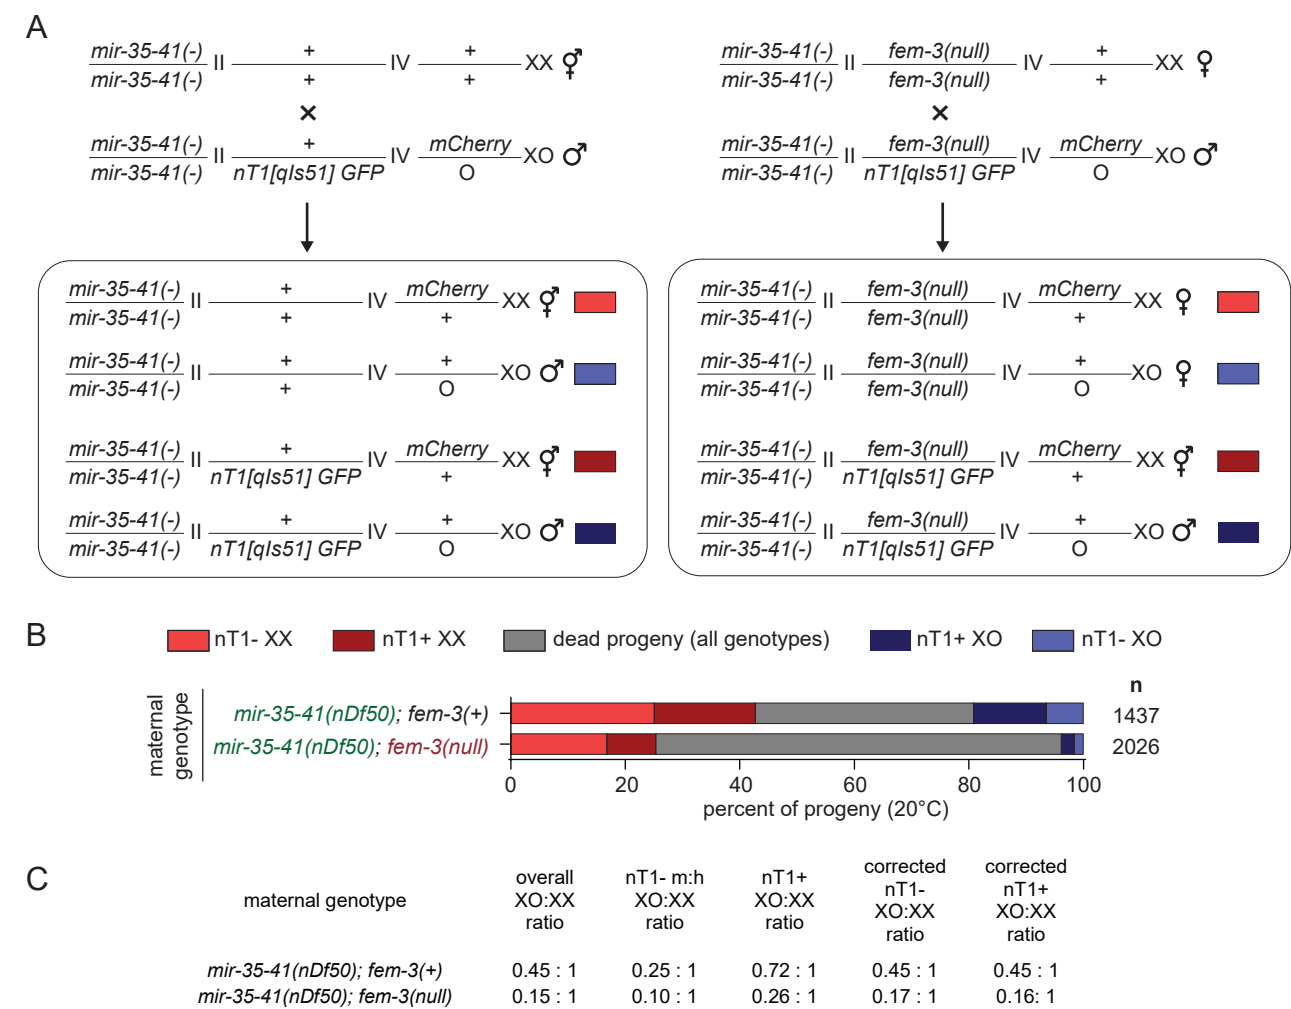 A
mir-35-41(-) II + IV + XX ⚥
mir-35-41(-) + +
×
mir-35-41(-) II + IV mCherry XO ♂
mir-35-41(-) nT1[qIs51] GFP O
mir-35-41(-) II fem-3(null) IV + XX ♀
mir-35-41(-) fem-3(null) +
×
mir-35-41(-) II fem-3(null) IV mCherry XO ♂
mir-35-41(-) nT1[qIs51] GFP O
mir-35-41(-) II + IV mCherry XX ⚥
mir-35-41(-) + +
mir-35-41(-) II + IV + XO ♂
mir-35-41(-) + O
mir-35-41(-) II + IV mCherry XX ⚥
mir-35-41(-) nT1[qIs51] GFP +
mir-35-41(-) II + IV + XO ♂
mir-35-41(-) nT1[qIs51] GFP O
mir-35-41(-) II fem-3(null) IV mCherry XX ♀
mir-35-41(-) fem-3(null) +
mir-35-41(-) II fem-3(null) IV + XO ♀
mir-35-41(-) fem-3(null) O
mir-35-41(-) II fem-3(null) IV mCherry XX ⚥
mir-35-41(-) nT1[qIs51] GFP +
mir-35-41(-) II fem-3(null) IV + XO ♂
mir-35-41(-) nT1[qIs51] GFP O
B
nT1- XX nT1+ XX dead progeny (all genotypes) nT1+ XO nT1- XO
maternal
genotype
n
mir-35-41(nDf50); fem-3(+) 1437
mir-35-41(nDf50); fem-3(null) 2026
0 20 40 60 80 100
percent of progeny (20°C)
C
maternal genotype
overall
XO:XX
ratio
nT1- m:h
XO:XX
ratio
nT1+
XO:XX
ratio
corrected
nT1-
XO:XX
ratio
corrected
nT1+
XO:XX
ratio
mir-35-41(nDf50); fem-3(+) 0.45 : 1 0.25 : 1 0.72 : 1 0.45 : 1 0.45 : 1
mir-35-41(nDf50); fem-3(null) 0.15 : 1 0.10 : 1 0.26 : 1 0.17 : 1 0.16: 1